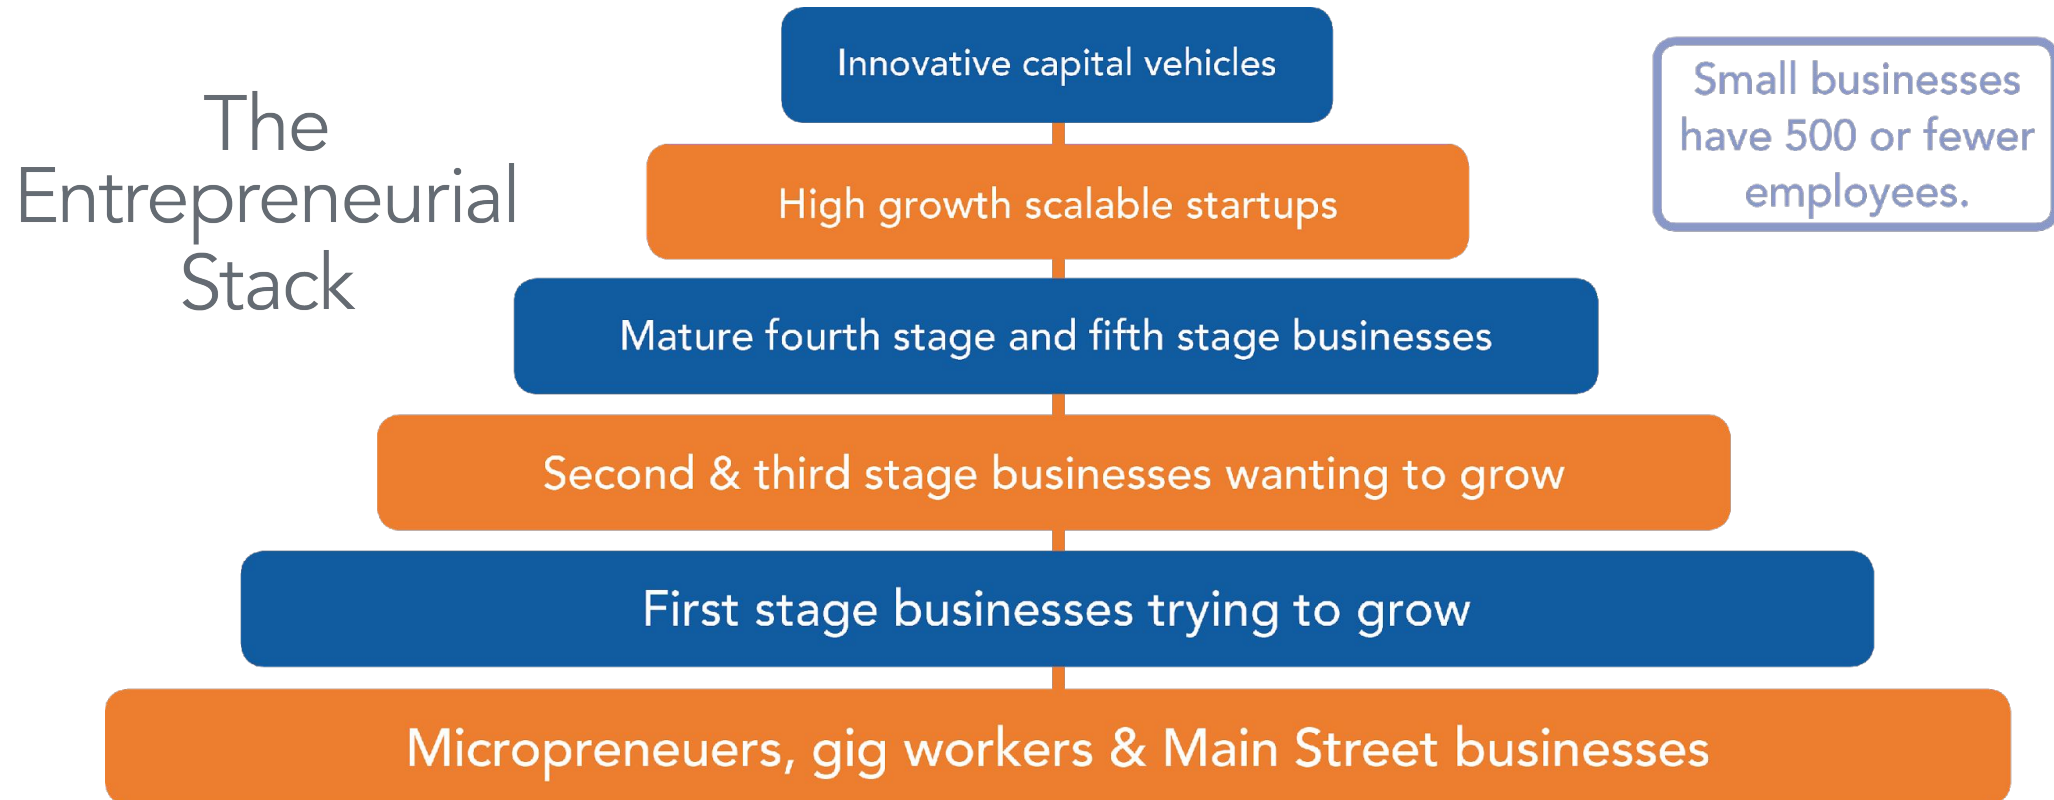 The
Entrepreneurial
Stack
Innovative capital vehicles
High growth scalable startups
Mature fourth stage and fifth stage businesses
Second & third stage businesses wanting to grow
First stage businesses trying to grow
Micropreneuers, gig workers & Main Street businesses
Small businesses
have 500 or fewer
employees.